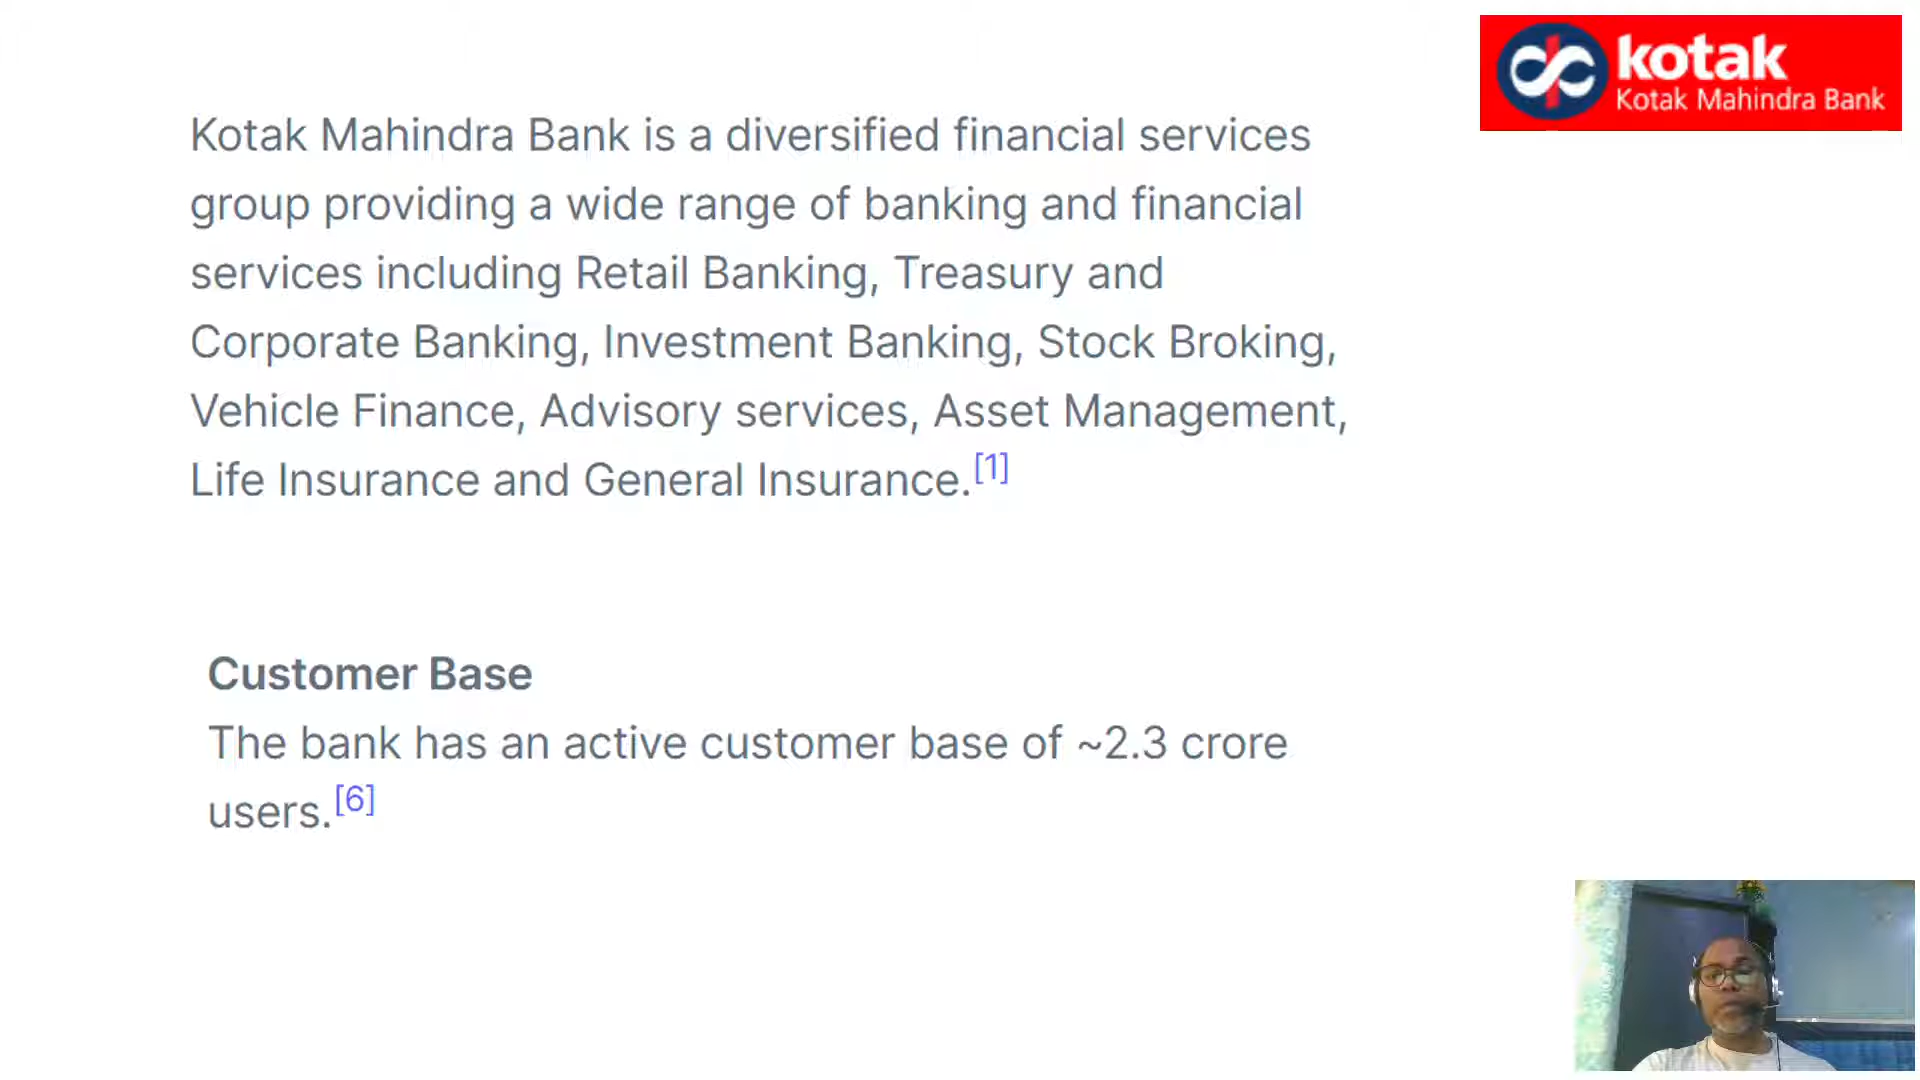 kotak
Kotak Mahindra Bank
Kotak Mahindra Bank is a diversified financial services
group providing a wide range of banking and financial
services including Retail Banking, Treasury and
Corporate Banking, Investment Banking, Stock Broking,
Vehicle Finance, Advisory services, Asset Management,
Life Insurance and General Insurance.[1]
Customer Base
The bank has an active customer base of ~2.3 crore
users.[6]